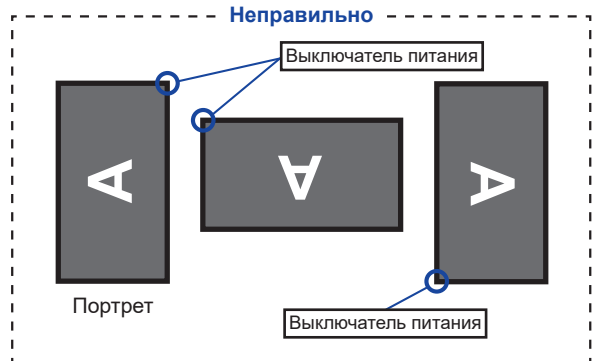 Неправильно
Выключатель питания
A
A
A
Портрет
Выключатель питания